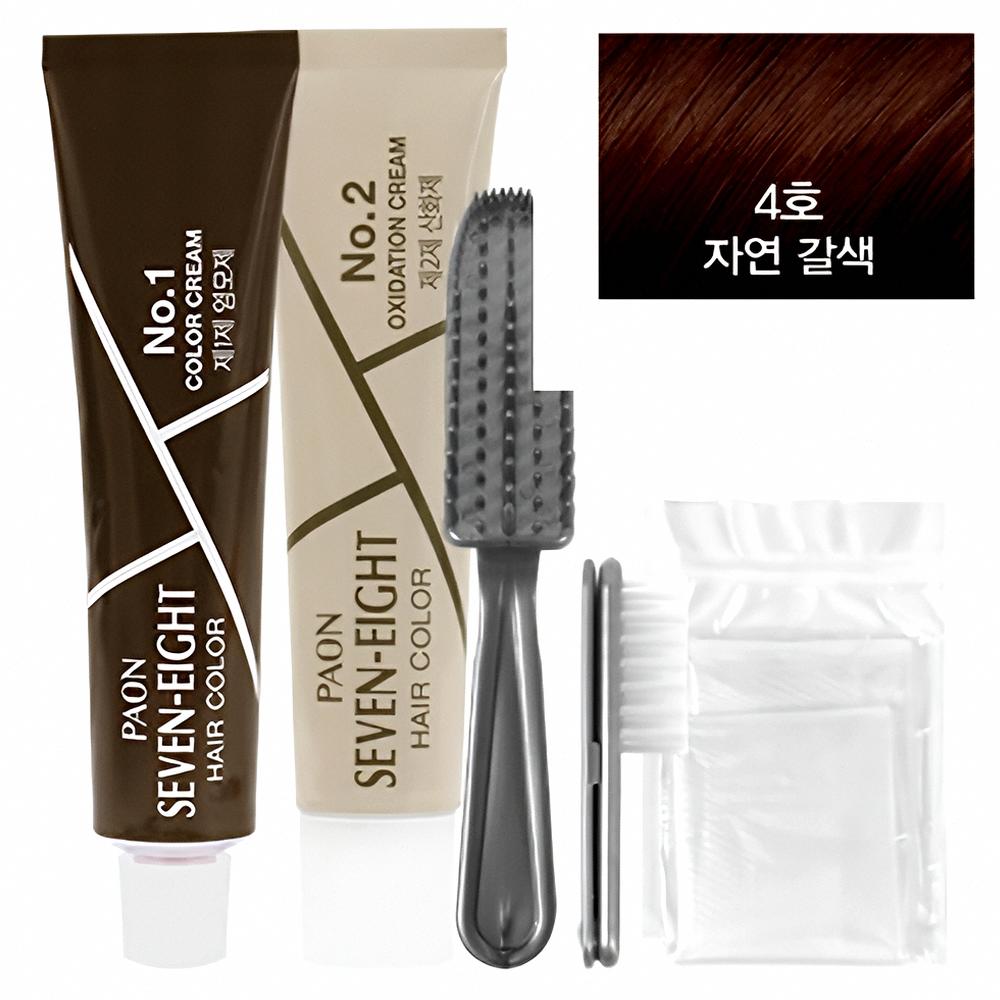 No.1
COLOR CREAM
제1제 염모제
PAON
SEVEN-EIGHT
HAIR COLOR
No.2
OXIDATION CREAM
제2제 산화제
PAON
SEVEN-EIGHT
HAIR COLOR
4호
자연 갈색